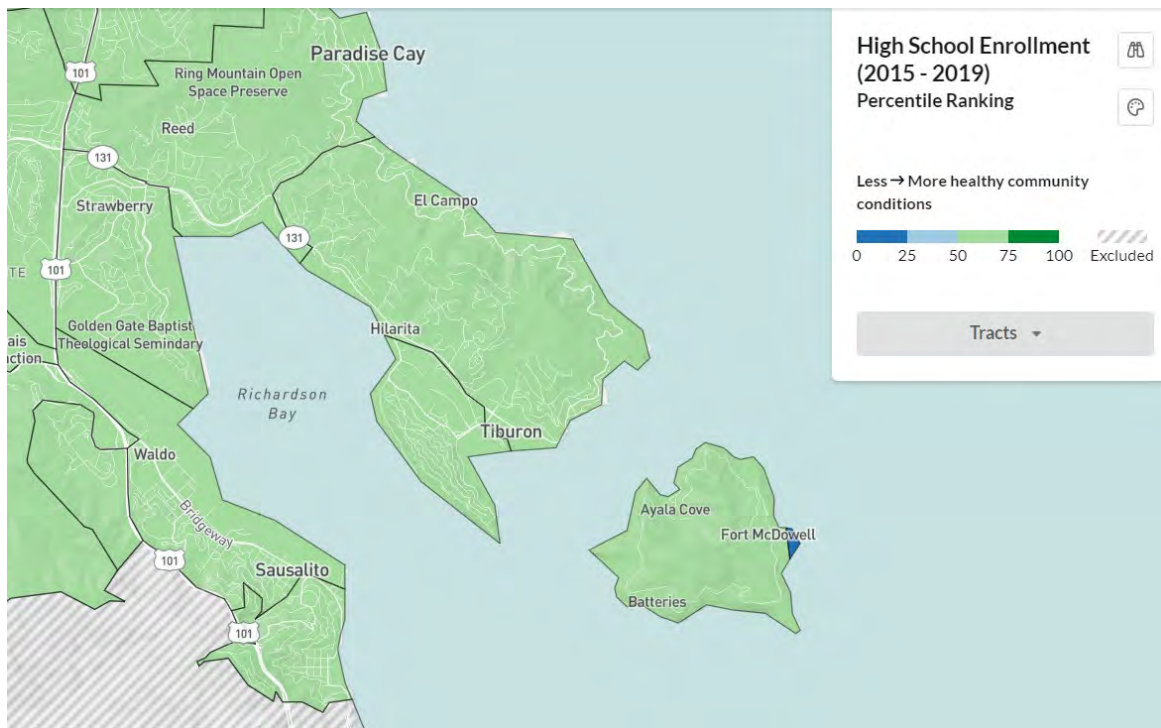 High School Enrollment
(2015 - 2019)
Percentile Ranking
Less → More healthy community
conditions
0 25 50 75 100 Excluded
Tracts
Paradise Cay
101
Ring Mountain Open
Space Preserve
Reed
131
Strawberry
El Campo
131
101
TE
Golden Gate Baptist
Theological Semindary
ais
action
Hilarita
Richardson
Bay
Tiburon
Waldo
Bridgeway
Ayala Cove
Fort McDowell
101
Sausalito
Batteries
101